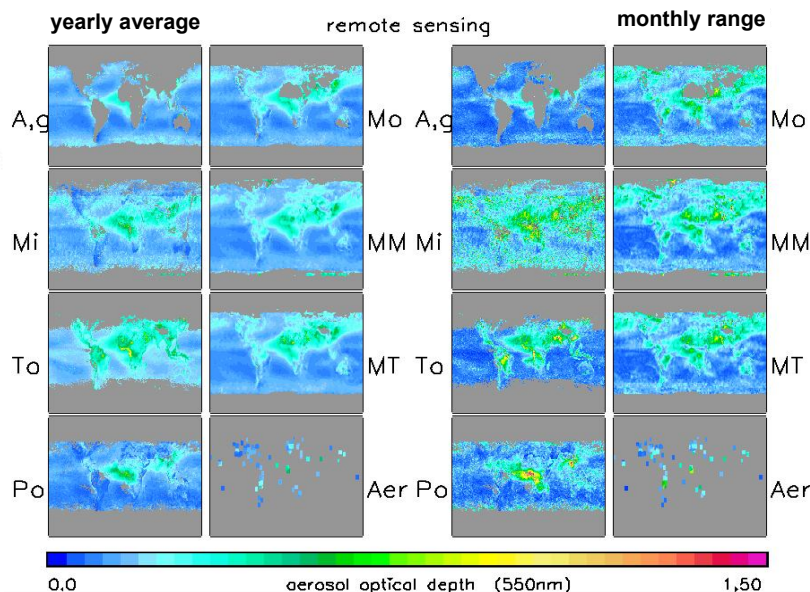 yearly average
remote sensing
monthly range
A,g
Mo
A,g
Mo
Mi
MM
Mi
MM
To
MT
To
MT
Po
Aer
Po
Aer
0.0
aerosol optical depth (550nm)
1.50